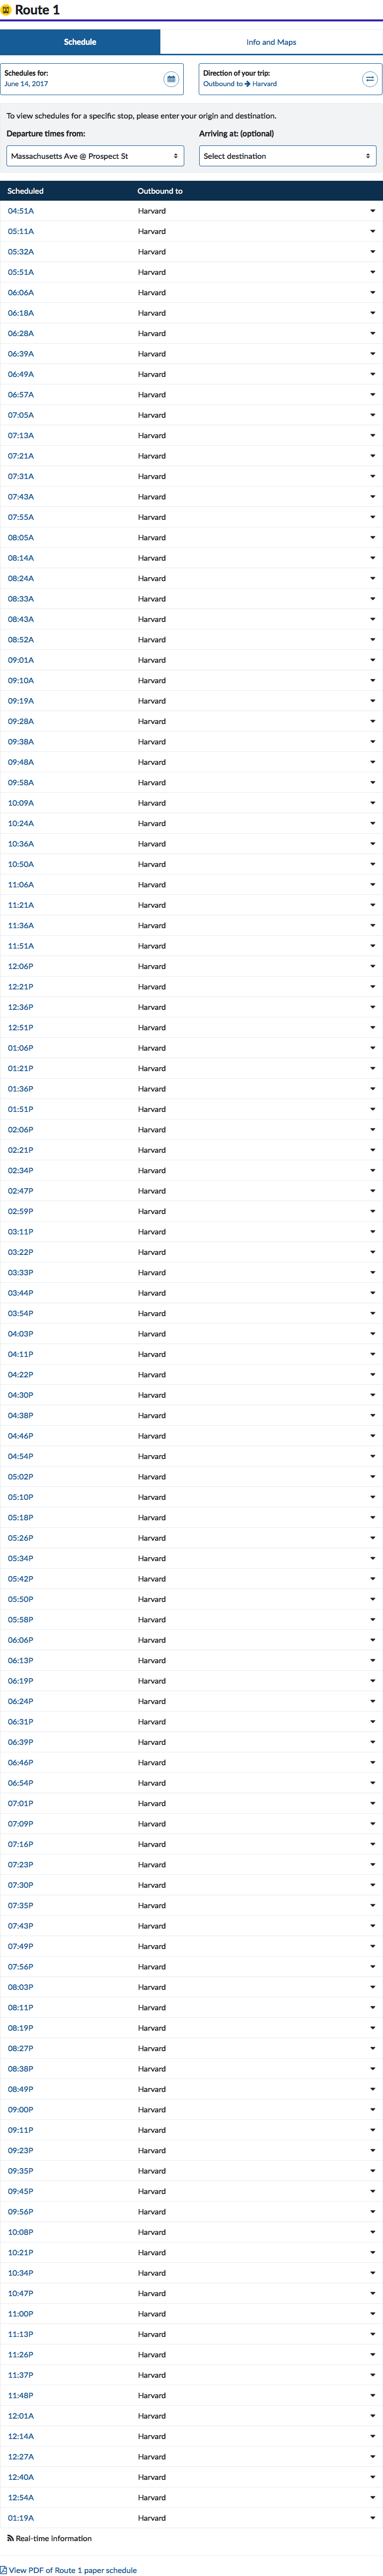 Route 1
Schedule Info and Maps
Schedules for: Direction of your trip:
June 14, 2017 Outbound to Harvard
To view schedules for a specific stop, please enter your origin and destination.
Departure times from: Arriving at: (optional)
Massachusetts Ave @ Prospect St Select destination
Scheduled Outbound to
04:51A Harvard
05:11A Harvard
05:32A Harvard
05:51A Harvard
06:06A Harvard
06:18A Harvard
06:28A Harvard
06:39A Harvard
06:49A Harvard
06:57A Harvard
07:05A Harvard
07:13A Harvard
07:21A Harvard
07:31A Harvard
07:43A Harvard
07:55A Harvard
08:05A Harvard
08:14A Harvard
08:24A Harvard
08:33A Harvard
08:43A Harvard
08:52A Harvard
09:01A Harvard
09:10A Harvard
09:19A Harvard
09:28A Harvard
09:38A Harvard
09:48A Harvard
09:58A Harvard
10:09A Harvard
10:24A Harvard
10:36A Harvard
10:50A Harvard
11:06A Harvard
11:21A Harvard
11:36A Harvard
11:51A Harvard
12:06P Harvard
12:21P Harvard
12:36P Harvard
12:51P Harvard
01:06P Harvard
01:21P Harvard
01:36P Harvard
01:51P Harvard
02:06P Harvard
02:21P Harvard
02:34P Harvard
02:47P Harvard
02:59P Harvard
03:11P Harvard
03:22P Harvard
03:33P Harvard
03:44P Harvard
03:54P Harvard
04:03P Harvard
04:11P Harvard
04:22P Harvard
04:30P Harvard
04:38P Harvard
04:46P Harvard
04:54P Harvard
05:02P Harvard
05:10P Harvard
05:18P Harvard
05:26P Harvard
05:34P Harvard
05:42P Harvard
05:50P Harvard
05:58P Harvard
06:06P Harvard
06:13P Harvard
06:19P Harvard
06:24P Harvard
06:31P Harvard
06:39P Harvard
06:46P Harvard
06:54P Harvard
07:01P Harvard
07:09P Harvard
07:16P Harvard
07:23P Harvard
07:30P Harvard
07:35P Harvard
07:43P Harvard
07:49P Harvard
07:56P Harvard
08:03P Harvard
08:11P Harvard
08:19P Harvard
08:27P Harvard
08:38P Harvard
08:49P Harvard
09:00P Harvard
09:11P Harvard
09:23P Harvard
09:35P Harvard
09:45P Harvard
09:56P Harvard
10:08P Harvard
10:21P Harvard
10:34P Harvard
10:47P Harvard
11:00P Harvard
11:13P Harvard
11:26P Harvard
11:37P Harvard
11:48P Harvard
12:01A Harvard
12:14A Harvard
12:27A Harvard
12:40A Harvard
12:54A Harvard
01:19A Harvard
Real-time information
View PDF of Route 1 paper schedule